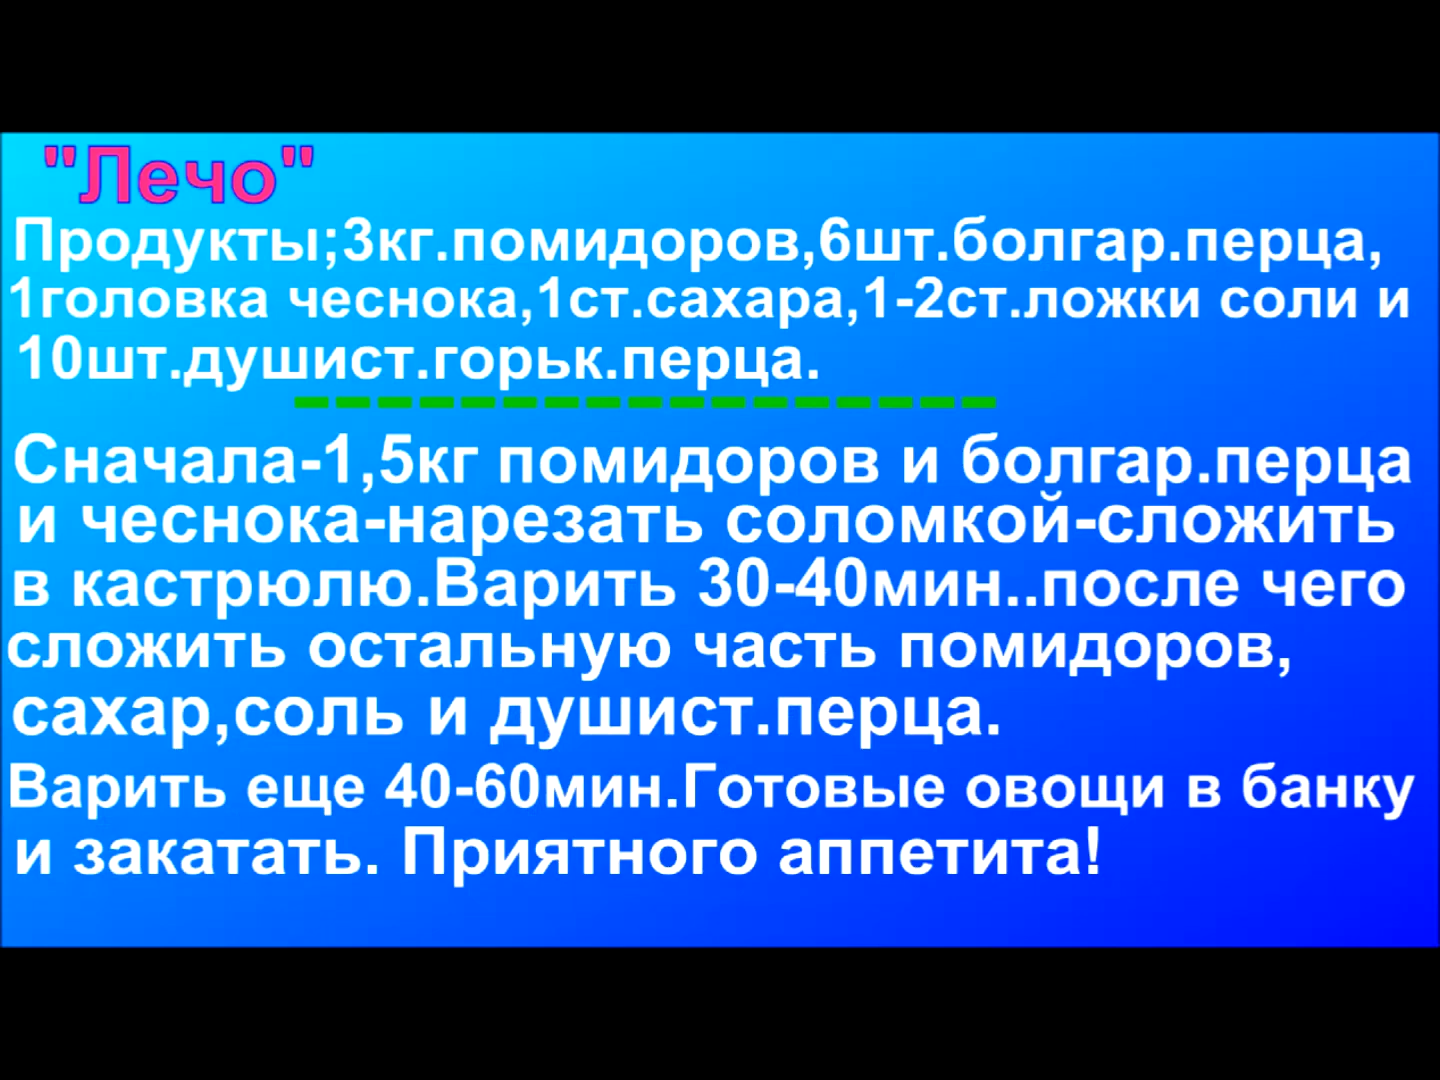 "Лечо"
Продукты;3кг.помидоров,6шт.болгар.перца,
1головка чеснока,1ст.сахара,1-2ст.ложки соли и
10шт.душист.горьк.перца.
Сначала-1,5кг помидоров и болгар.перца
и чеснока-нарезать соломкой-сложить
в кастрюлю.Варить 30-40мин..после чего
сложить остальную часть помидоров,
сахар,соль и душист.перца.
Варить еще 40-60мин.Готовые овощи в банку
и закатать. Приятного аппетита!